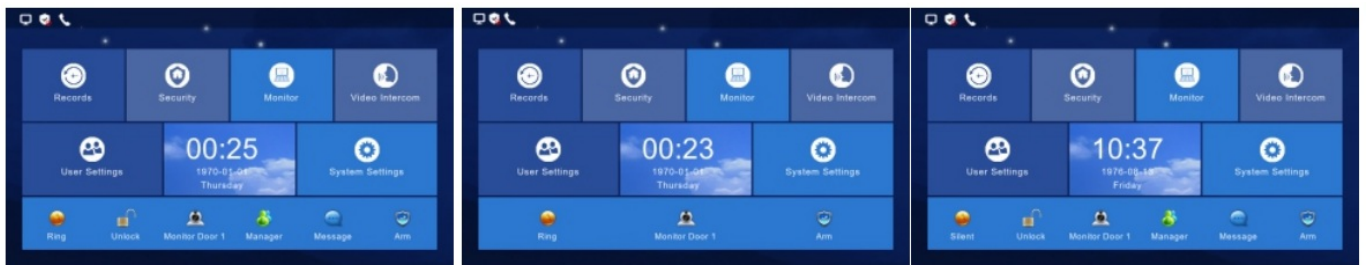 Records Security Monitor Video Intercom
00:25
User Settings 1970-01-01 System Settings
Thursday
Ring Unlock Monitor Door 1 Manager Message Arm
Records Security Monitor Video Intercom
00:23
User Settings 1970-01-01 System Settings
Thursday
Ring Monitor Door 1 Arm
Records Security Monitor Video Intercom
10:37
User Settings System Settings
Friday
Silent Unlock Monitor Door 1 Manager Message Arm